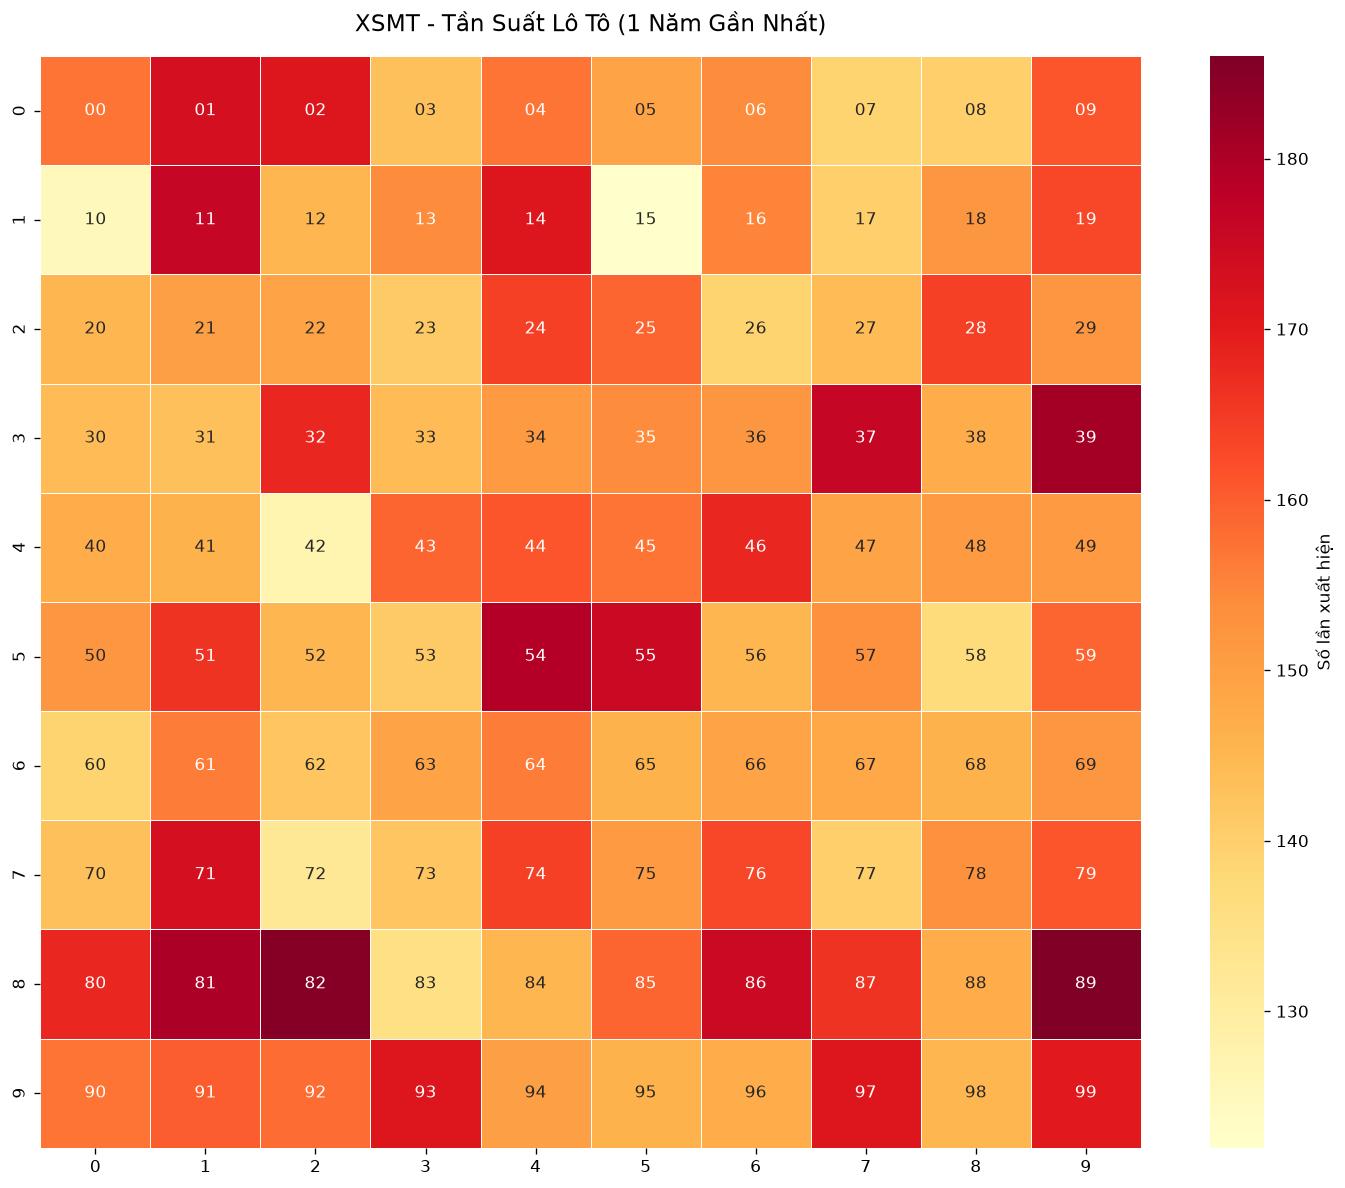 XSMT - Tần Suất Lô Tô (1 Năm Gần Nhất)
0 00 01 02 03 04 05 06 07 08 09
1 10 11 12 13 14 15 16 17 18 19
2 20 21 22 23 24 25 26 27 28 29
3 30 31 32 33 34 35 36 37 38 39
4 40 41 42 43 44 45 46 47 48 49
5 50 51 52 53 54 55 56 57 58 59
6 60 61 62 63 64 65 66 67 68 69
7 70 71 72 73 74 75 76 77 78 79
8 80 81 82 83 84 85 86 87 88 89
9 90 91 92 93 94 95 96 97 98 99
0 1 2 3 4 5 6 7 8 9
180
170
160
150
140
130
Số lần xuất hiện